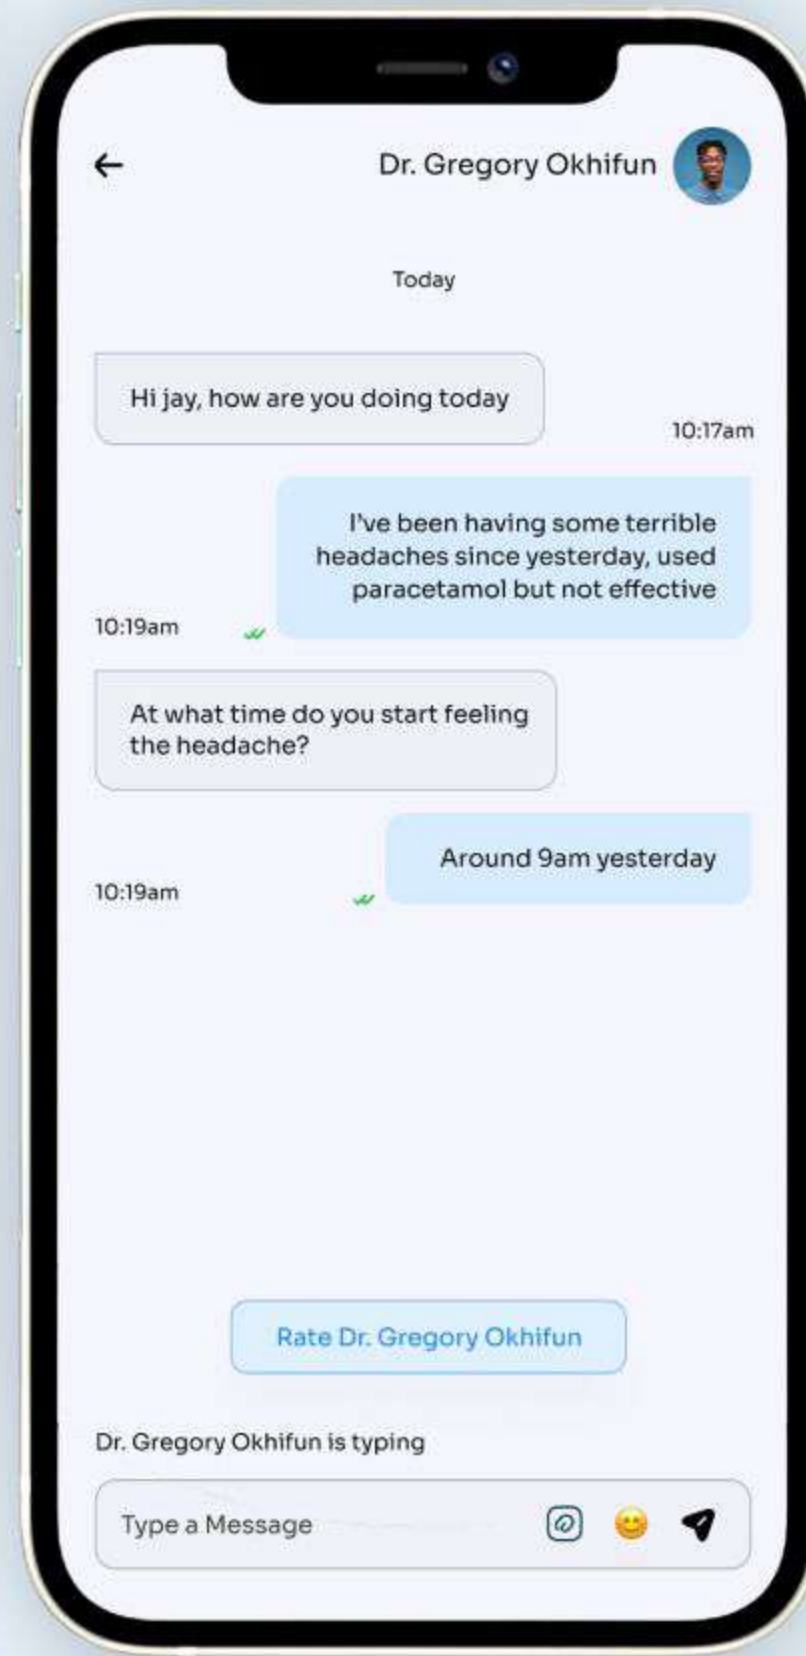 Dr. Gregory Okhifun
Today
Hi jay, how are you doing today
10:17am
I've been having some terrible
headaches since yesterday, used
paracetamol but not effective
10:19am
At what time do you start feeling
the headache?
Around 9am yesterday
10:19am
Rate Dr. Gregory Okhifun
Dr. Gregory Okhifun is typing
Type a Message